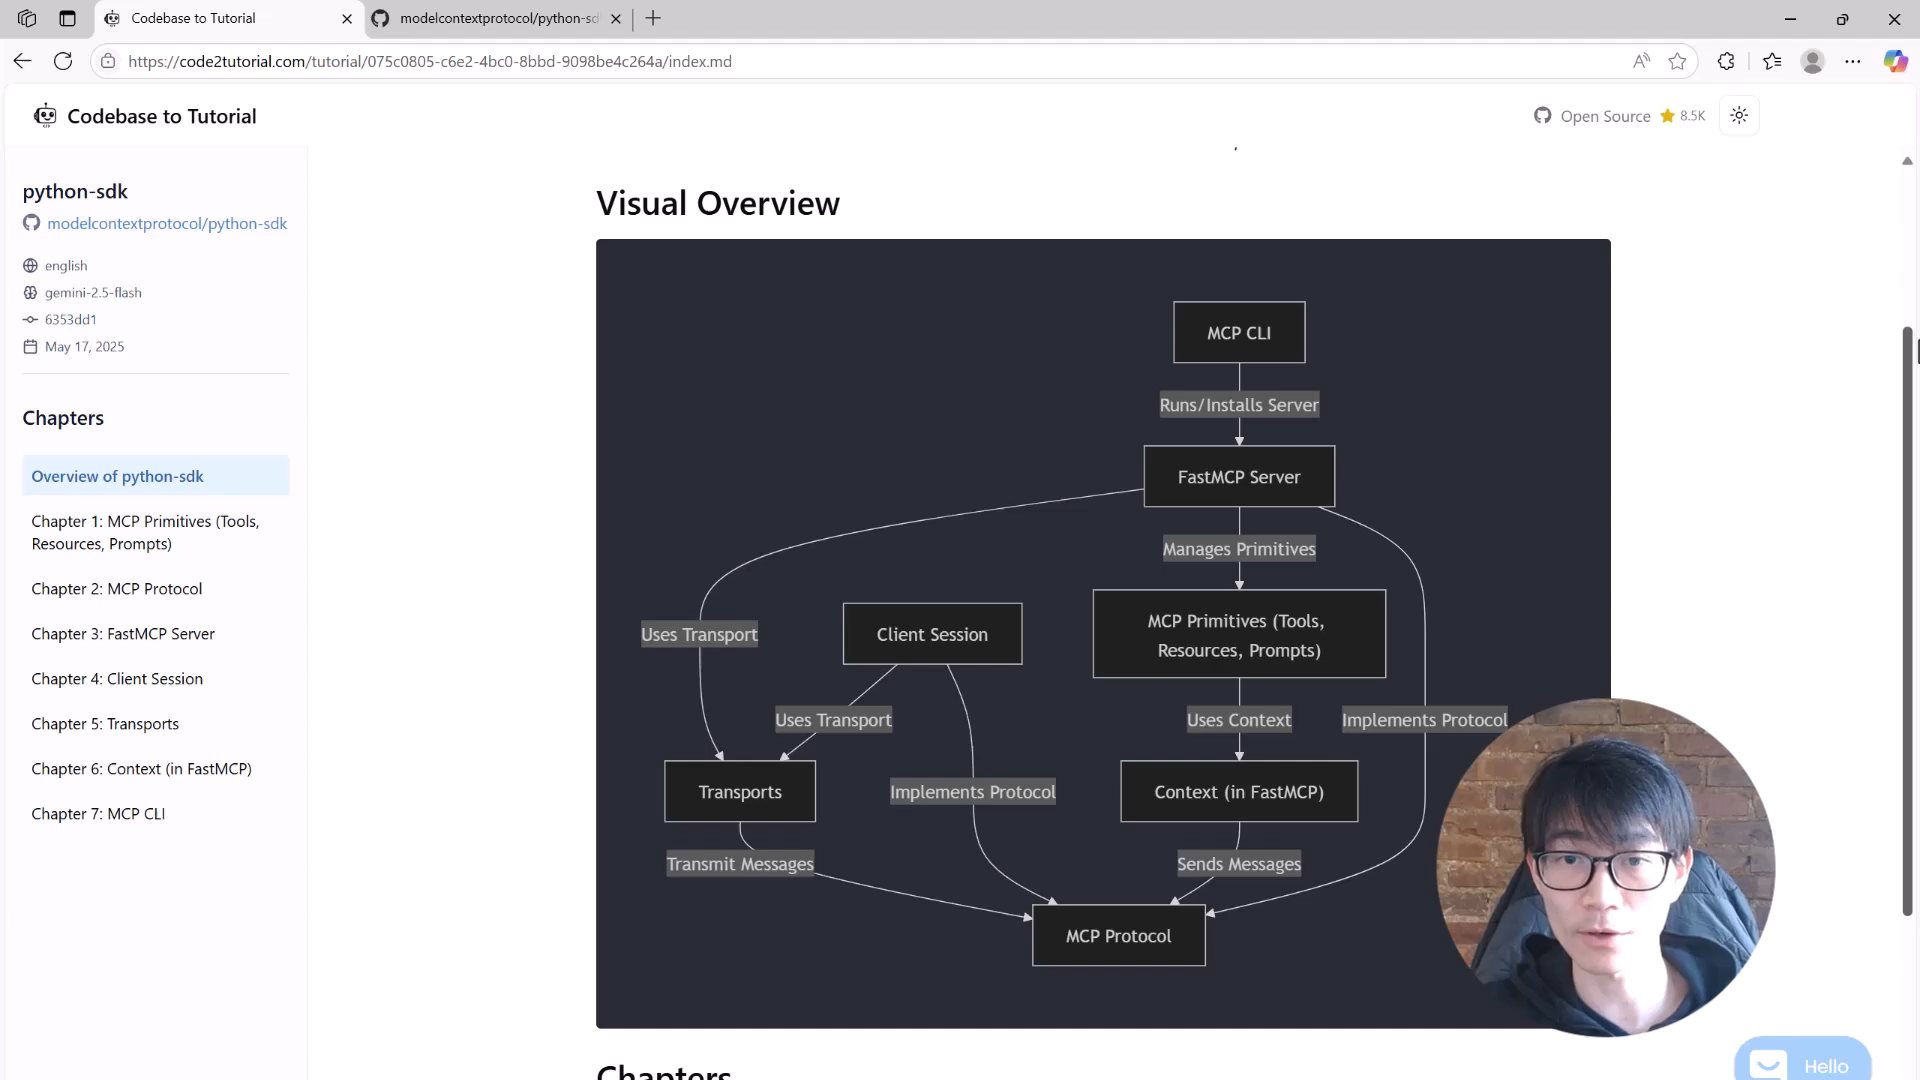 Codebase to Tutorial
modelcontextprotocol/python-sd
https://code2tutorial.com/tutorial/075c0805-c6e2-4bc0-8bbd-9098be4c264a/index.md
Codebase to Tutorial
Open Source 8.5K
python-sdk
modelcontextprotocol/python-sdk
english
gemini-2.5-flash
6353dd1
May 17, 2025
Chapters
Overview of python-sdk
Chapter 1: MCP Primitives (Tools,
Resources, Prompts)
Chapter 2: MCP Protocol
Chapter 3: FastMCP Server
Chapter 4: Client Session
Chapter 5: Transports
Chapter 6: Context (in FastMCP)
Chapter 7: MCP CLI
Visual Overview
MCP CLI
Runs/Installs Server
FastMCP Server
Manages Primitives
Uses Transport
Client Session
MCP Primitives (Tools,
Resources, Prompts)
Uses Transport
Uses Context
Implements Protocol
Transports
Implements Protocol
Context (in FastMCP)
Transmit Messages
Sends Messages
MCP Protocol
Chapters
Hello